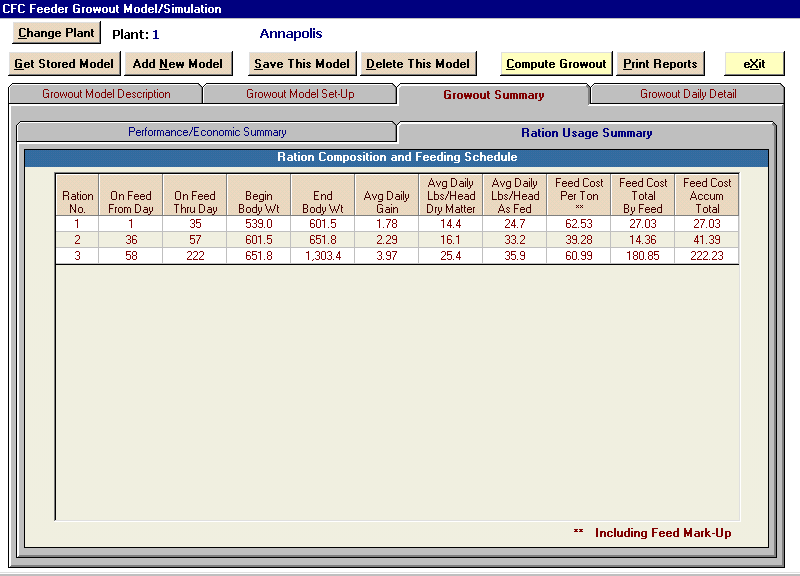 CFC Feeder Growout Model/Simulation
Change Plant Plant: 1 Annapolis
Get Stored Model Add New Model Save This Model Delete This Model Compute Growout Print Reports eXit
Growout Model Description Growout Model Set-Up Growout Summary Growout Daily Detail
Performance/Economic Summary Ration Usage Summary
Ration Composition and Feeding Schedule
Avg Daily Avg Daily Feed Cost Feed Cost Feed Cost
Ration On Feed On Feed Begin End Avg Daily Lbs/Head Lbs/Head Per Ton Total Accum
No. From Day Thru Day Body Wt Body Wt Gain Dry Matter As Fed ** By Feed Total
1 1 35 539.0 601.5 1.78 14.4 24.7 62.53 27.03 27.03
2 36 57 601.5 651.8 2.29 16.1 33.2 39.28 14.36 41.39
3 58 222 651.8 1,303.4 3.97 25.4 35.9 60.99 180.85 222.23
** Including Feed Mark-Up